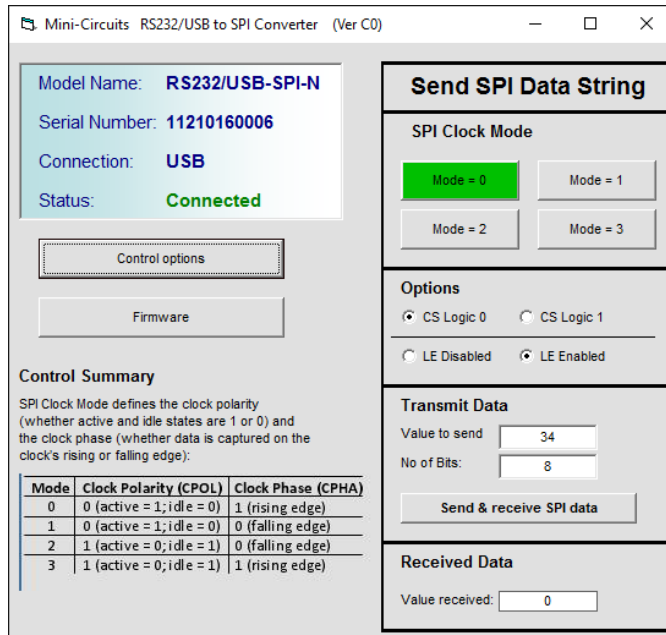 Mini-Circuits RS232/USB to SPI Converter (Ver C0)
Model Name: RS232/USB-SPI-N
Serial Number: 11210160006
Connection: USB
Status: Connected
Control options
Firmware
Control Summary
SPI Clock Mode defines the clock polarity
(whether active and idle states are 1 or 0) and
the clock phase (whether data is captured on the
clock's rising or falling edge):
Mode Clock Polarity (CPOL) Clock Phase (CPHA)
0 0 (active = 1; idle = 0) 1 (rising edge)
1 0 (active = 1; idle = 0) 0 (falling edge)
2 1 (active = 0; idle = 1) 0 (falling edge)
3 1 (active = 0; idle = 1) 1 (rising edge)
Send SPI Data String
SPI Clock Mode
Mode = 0 Mode = 1
Mode = 2 Mode = 3
Options
CS Logic 0 CS Logic 1
LE Disabled LE Enabled
Transmit Data
Value to send 34
No of Bits: 8
Send & receive SPI data
Received Data
Value received: 0